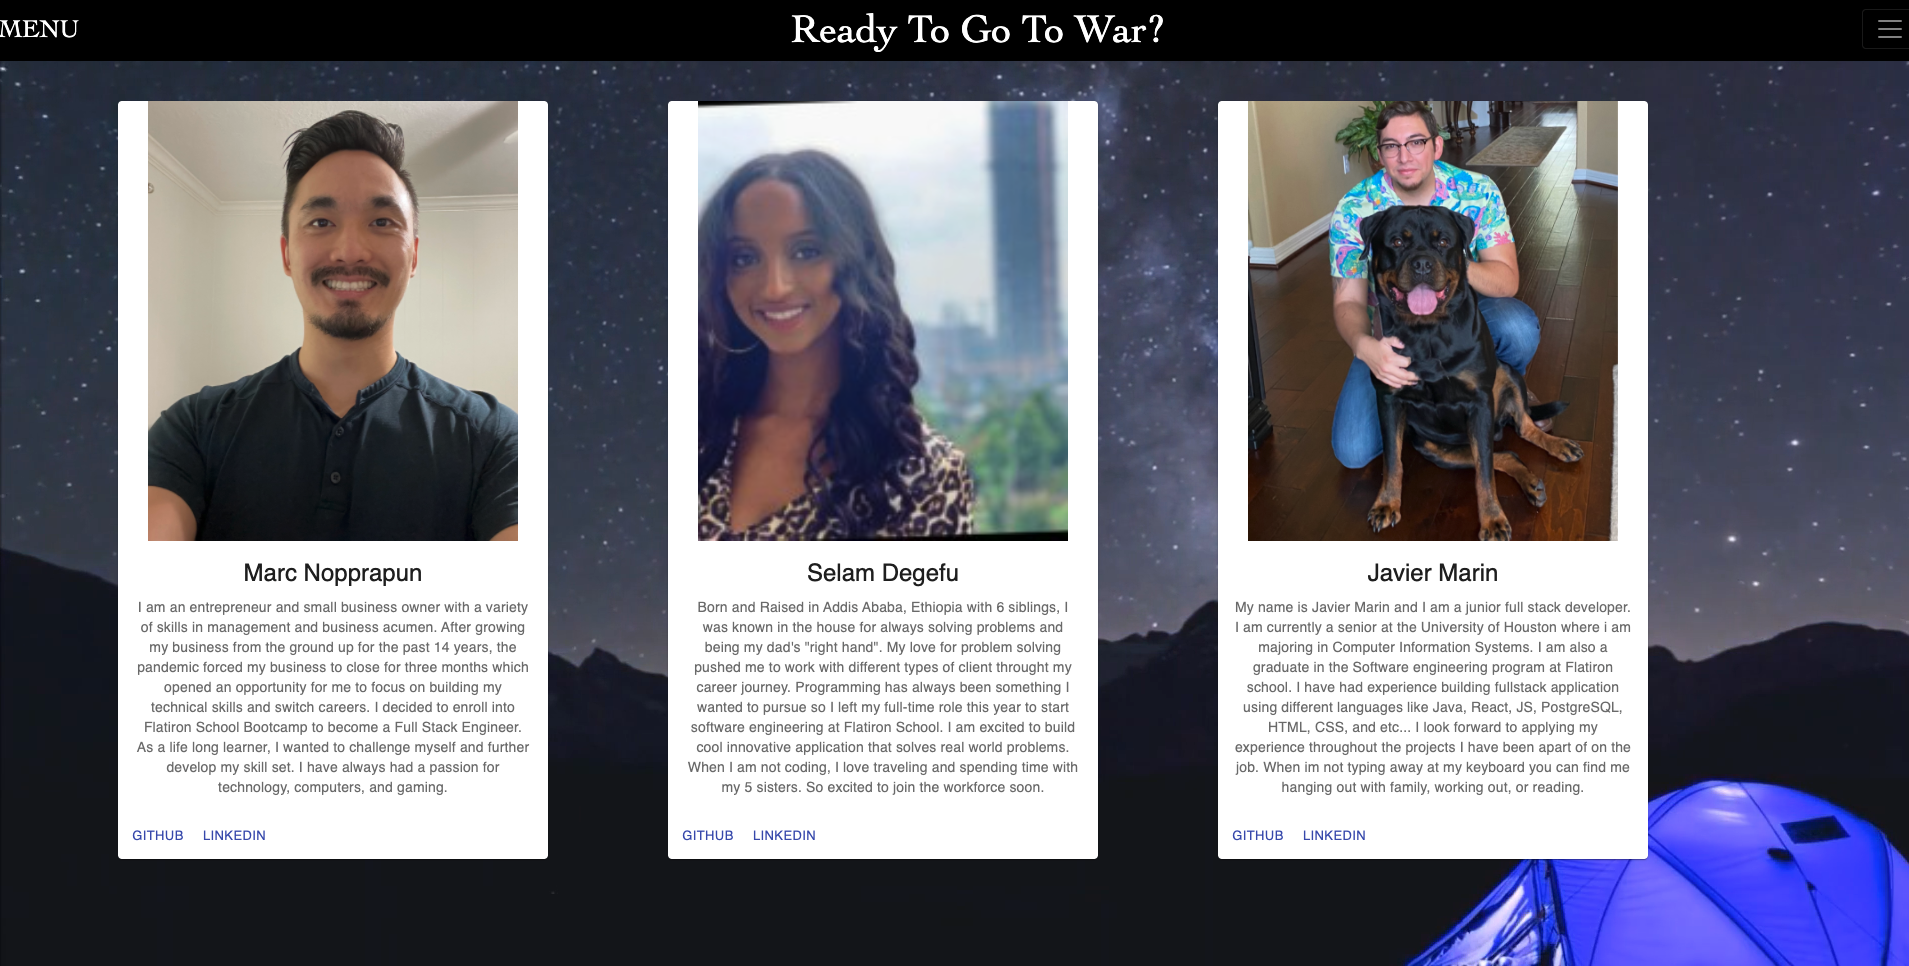 MENU
Ready To Go To War?
Marc Nopprapun
I am an entrepreneur and small business owner with a variety
of skills in management and business acumen. After growing
my business from the ground up for the past 14 years, the
pandemic forced my business to close for three months which
opened an opportunity for me to focus on building my
technical skills and switch careers. I decided to enroll into
Flatiron School Bootcamp to become a Full Stack Engineer.
As a life long learner, I wanted to challenge myself and further
develop my skill set. I have always had a passion for
technology, computers, and gaming.
GITHUB LINKEDIN
Selam Degefu
Born and Raised in Addis Ababa, Ethiopia with 6 siblings, I
was known in the house for always solving problems and
being my dad's "right hand". My love for problem solving
pushed me to work with different types of client throught my
career journey. Programming has always been something I
wanted to pursue so I left my full-time role this year to start
software engineering at Flatiron School. I am excited to build
cool innovative application that solves real world problems.
When I am not coding, I love traveling and spending time with
my 5 sisters. So excited to join the workforce soon.
GITHUB LINKEDIN
Javier Marin
My name is Javier Marin and I am a junior full stack developer.
I am currently a senior at the University of Houston where i am
majoring in Computer Information Systems. I am also a
graduate in the Software engineering program at Flatiron
school. I have had experience building fullstack application
using different languages like Java, React, JS, PostgreSQL,
HTML, CSS, and etc... I look forward to applying my
experience throughout the projects I have been apart of on the
job. When im not typing away at my keyboard you can find me
hanging out with family, working out, or reading.
GITHUB LINKEDIN